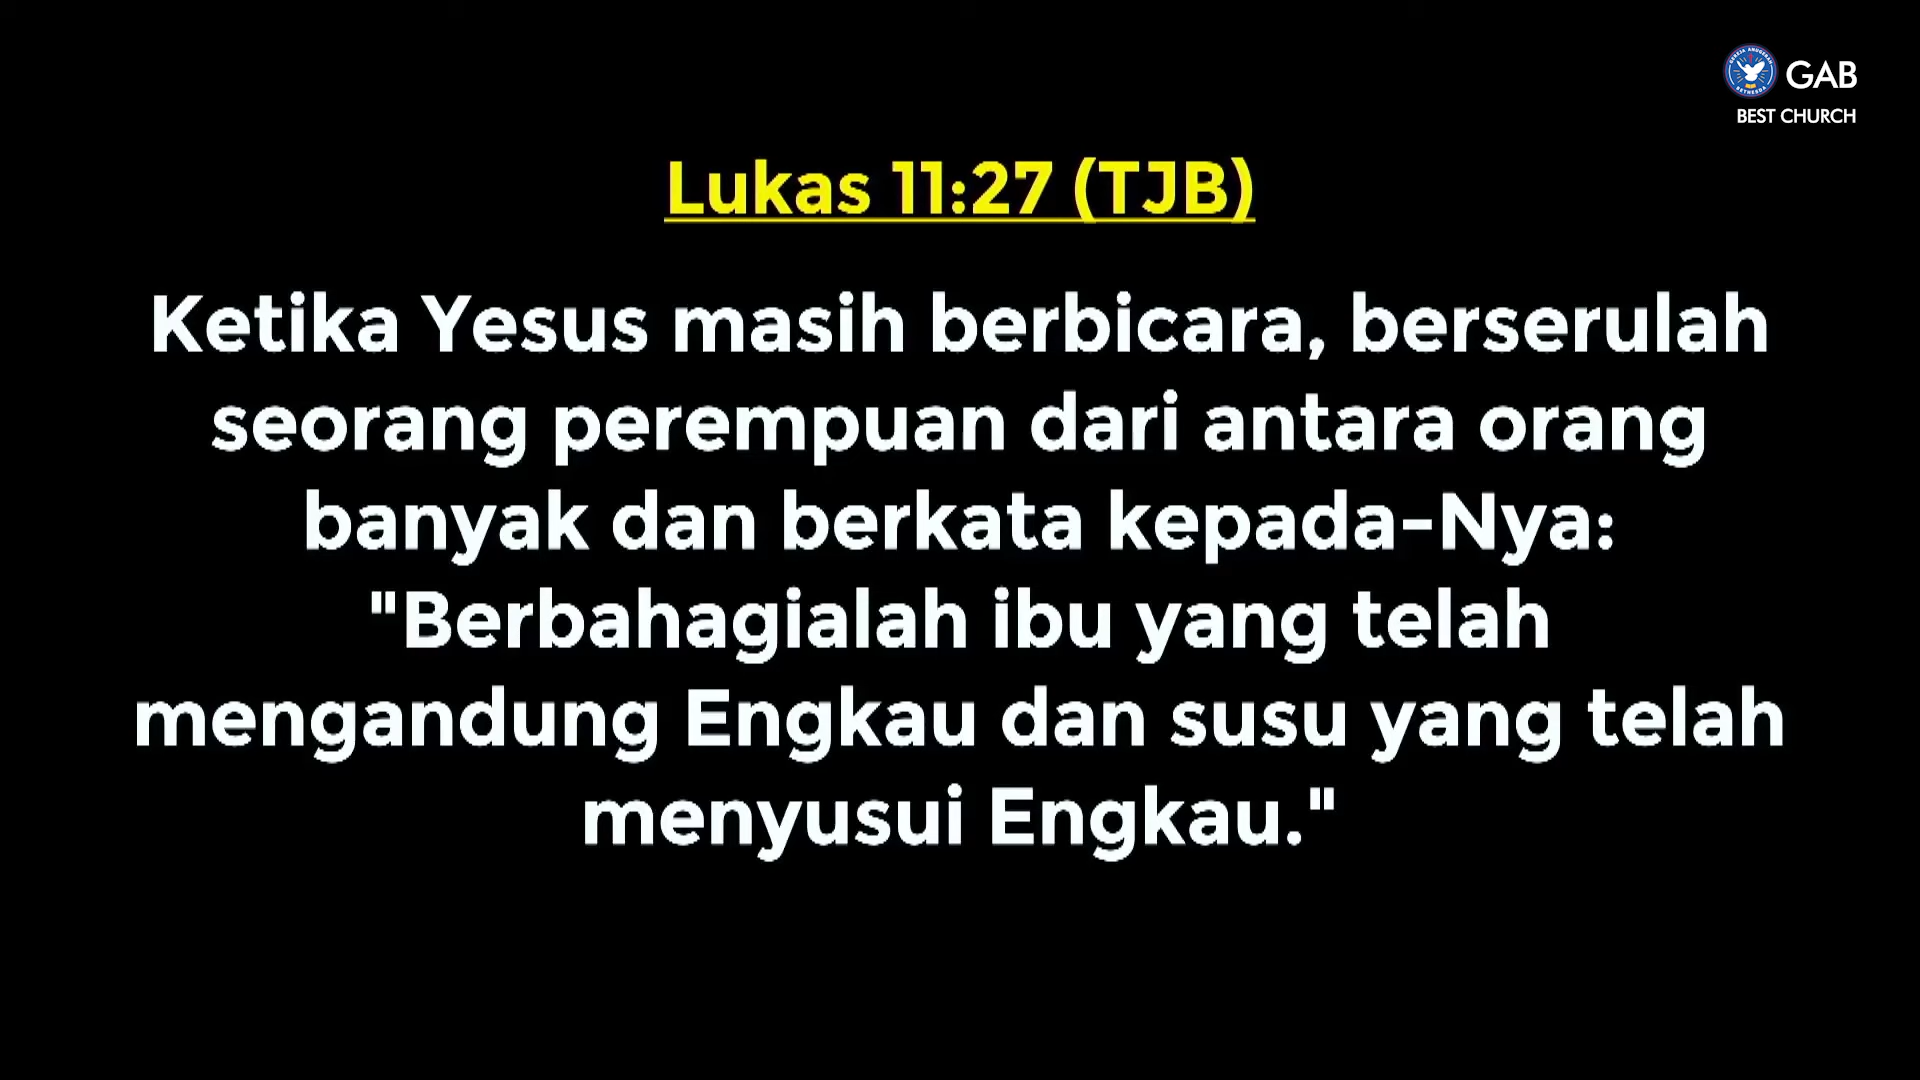 GAB
BEST CHURCH
Lukas 11:27 (TJB)
Ketika Yesus masih berbicara, berserulah
seorang perempuan dari antara orang
banyak dan berkata kepada-Nya:
"Berbahagialah ibu yang telah
mengandung Engkau dan susu yang telah
menyusui Engkau."